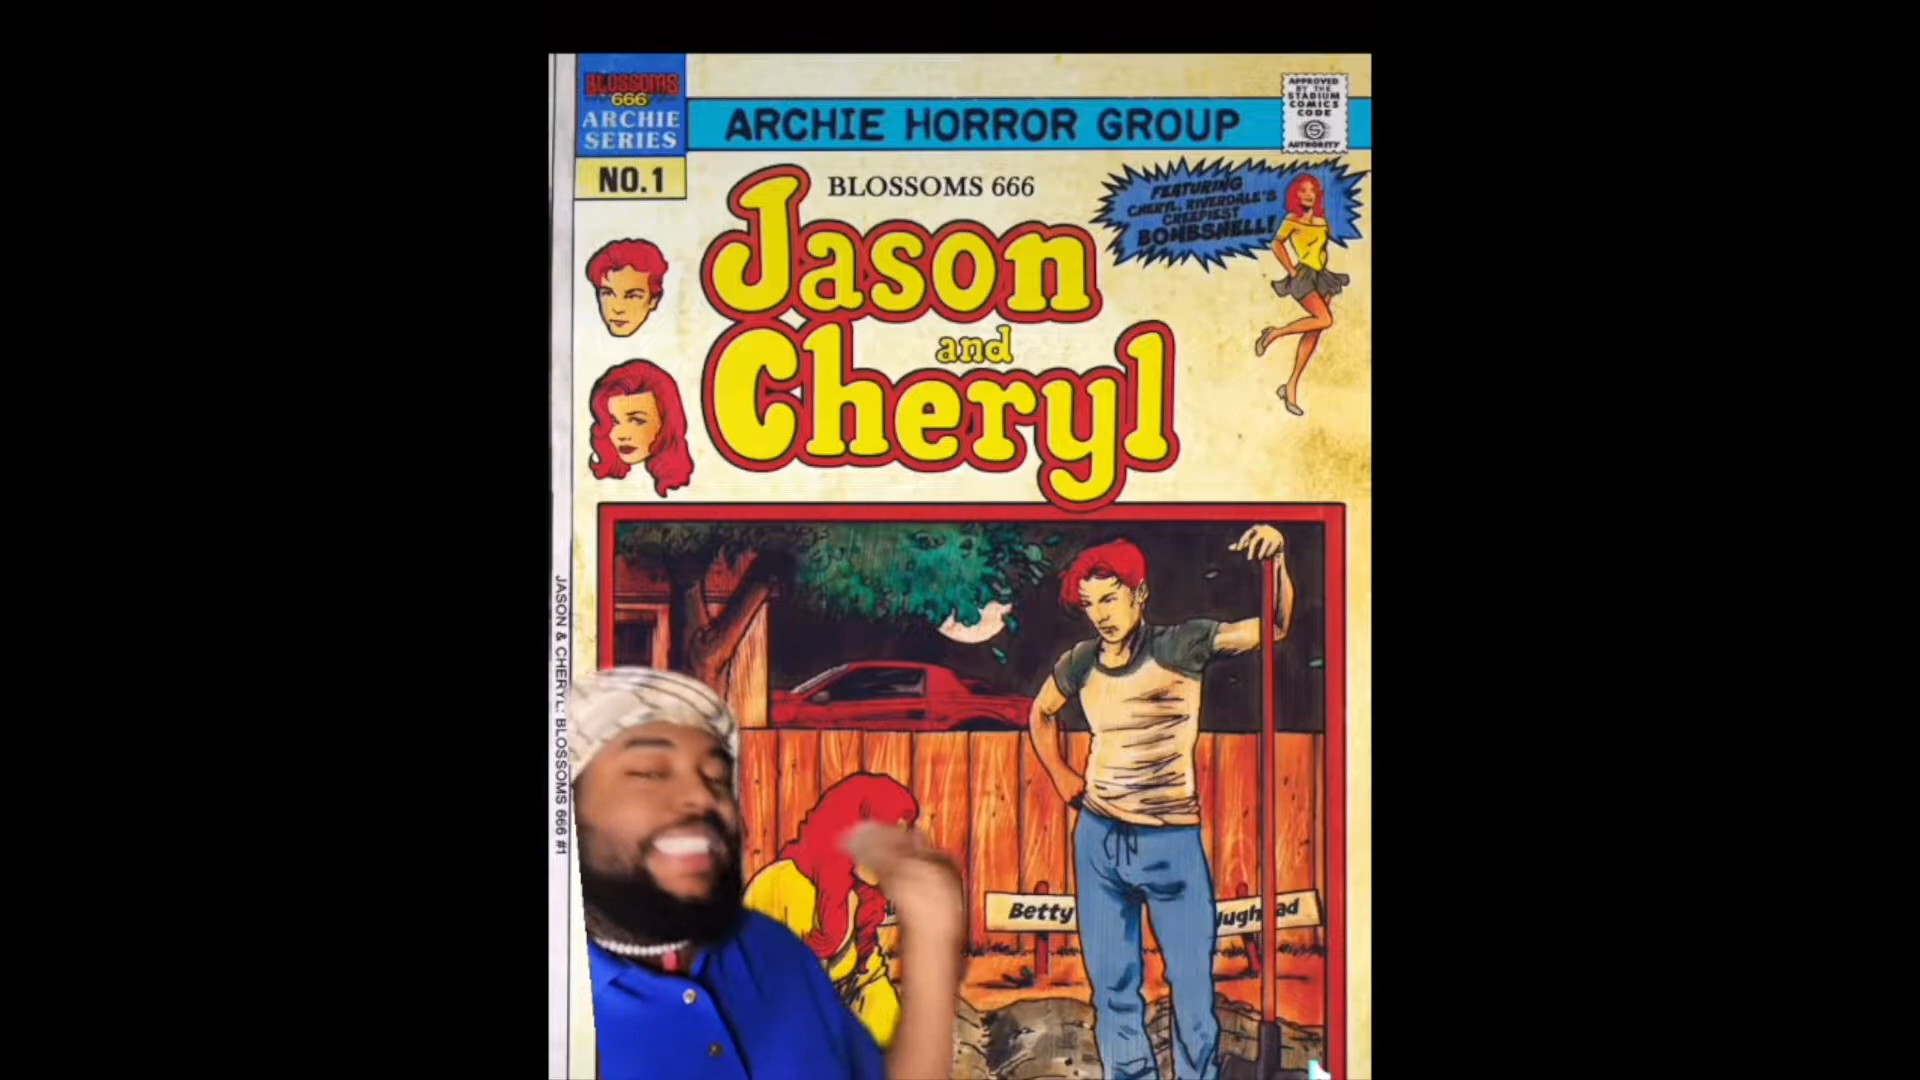 BLOSSOMS
666
ARCHIE
SERIES
NO.1
ARCHIE HORROR GROUP
APPROVED
BY THE
STADIUM
COMICS
CODE
AUTHORITY
BLOSSOMS 666
Jason
and
Cheryl
FEATURING
CHERYL, RIVERDALE'S
CREEPIEST
BOMBSHELL!
JASON & CHERYL: BLOSSOMS 666 #1
Betty
Jughead